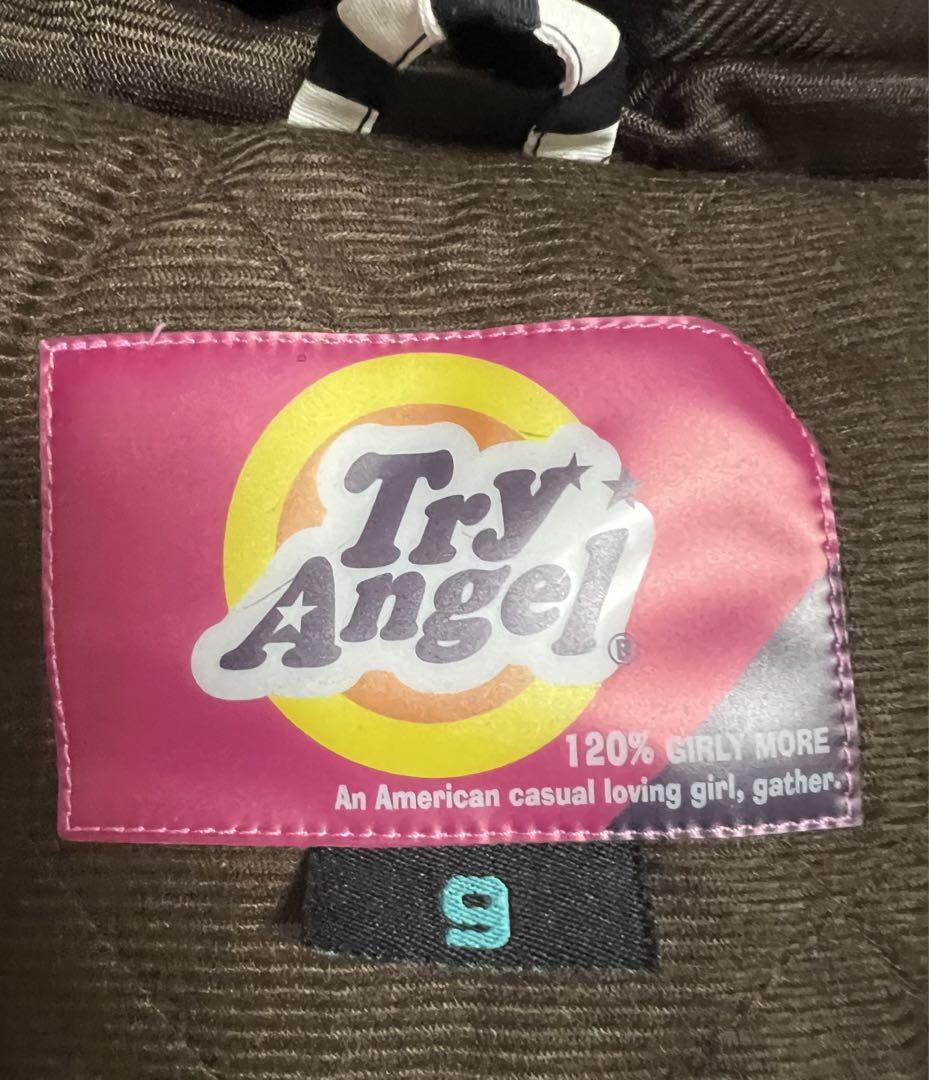 Try
Angel®
120% GIRLY MORE
An American casual loving girl, gather.
9